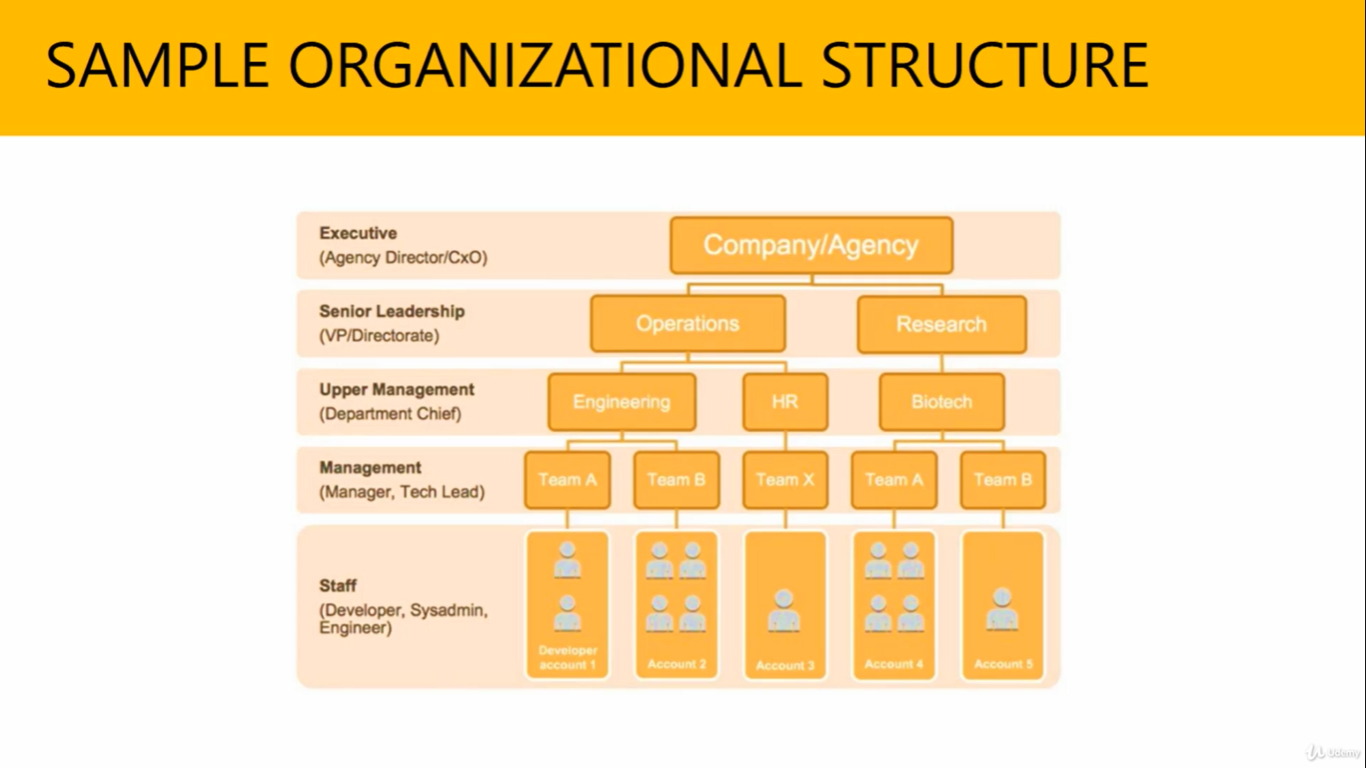 SAMPLE ORGANIZATIONAL STRUCTURE
Executive
(Agency Director/CxO)
Company/Agency
Senior Leadership
(VP/Directorate)
Operations
Research
Upper Management
(Department Chief)
Engineering
HR
Biotech
Management
(Manager, Tech Lead)
Team A
Team B
Team X
Team A
Team B
Staff
(Developer, Sysadmin,
Engineer)
Developer
account 1
Account 2
Account 3
Account 4
Account 5
Udemy